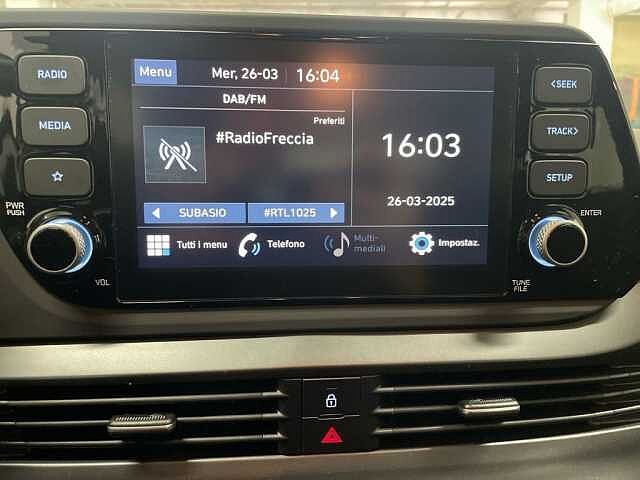 RADIO
MEDIA
PWR
PUSH
VOL
Menu
Mer, 26-03
16:04
DAB/FM
Preferiti
#RadioFreccia
SUBASIO
#RTL1025
16:03
26-03-2025
Tutti i menu
Telefono
Multi-
mediali
Impostaz.
<SEEK
TRACK>
SETUP
ENTER
TUNE
FILE